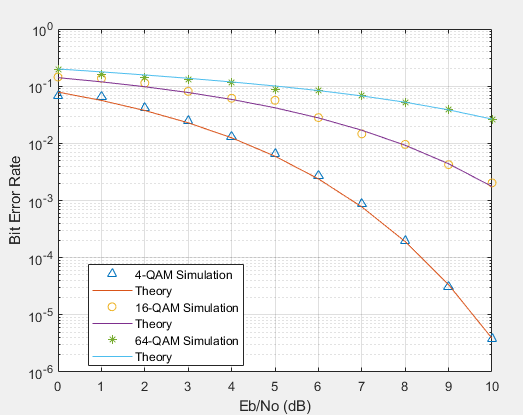 10^0
10^-1
10^-2
10^-3
10^-4
10^-5
10^-6
Bit Error Rate
4-QAM Simulation
Theory
16-QAM Simulation
Theory
64-QAM Simulation
Theory
0 1 2 3 4 5 6 7 8 9 10
Eb/No (dB)